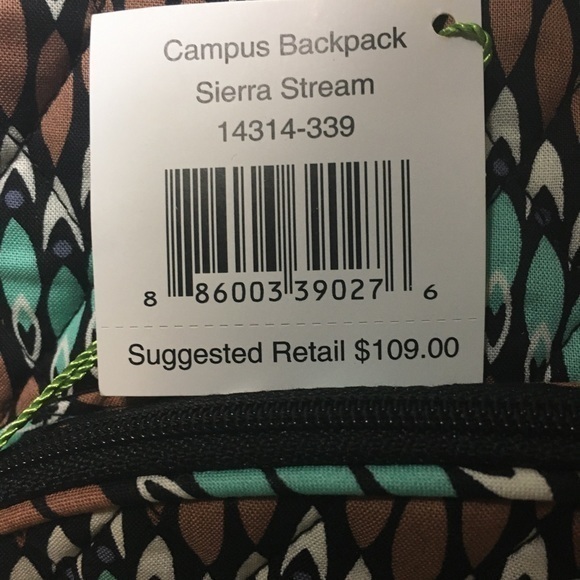 Campus Backpack
Sierra Stream
14314-339
8 86003 39027 6
Suggested Retail $109.00